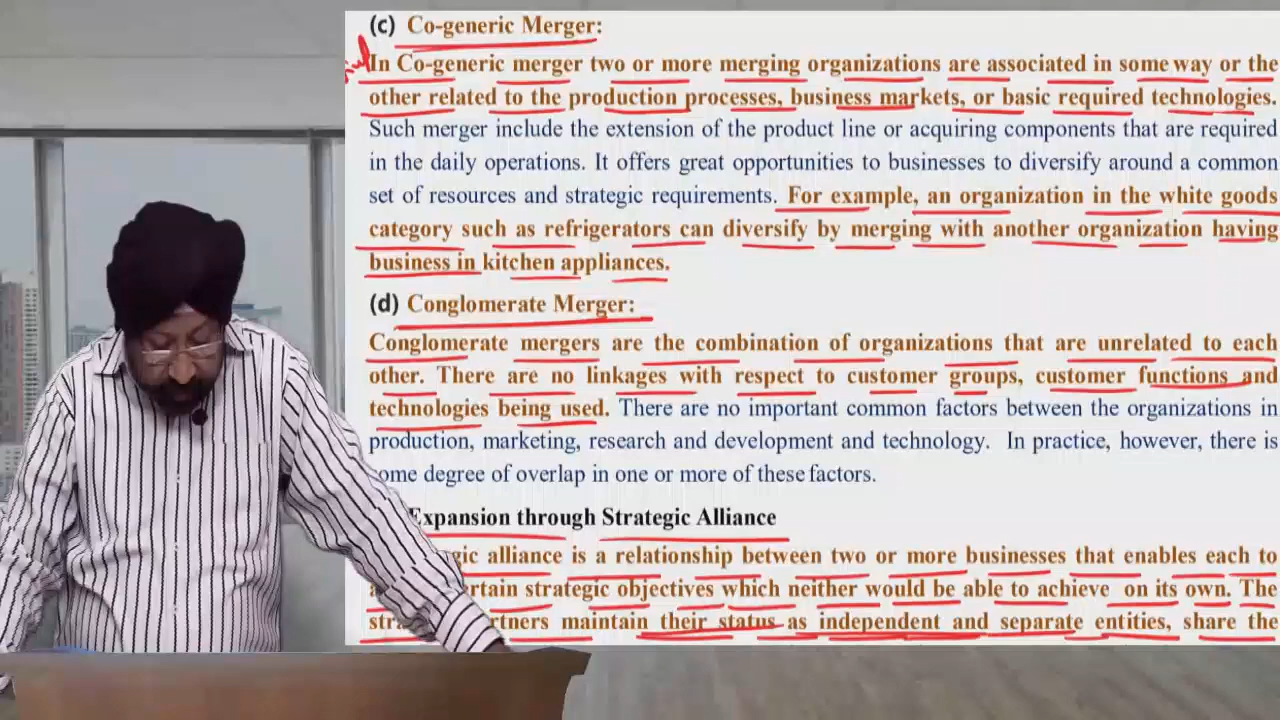 (c) Co-generic Merger:
In Co-generic merger two or more merging organizations are associated in some way or the
other related to the production processes, business markets, or basic required technologies.
Such merger include the extension of the product line or acquiring components that are required
in the daily operations. It offers great opportunities to businesses to diversify around a common
set of resources and strategic requirements. For example, an organization in the white goods
category such as refrigerators can diversify by merging with another organization having
business in kitchen appliances.
(d) Conglomerate Merger:
Conglomerate mergers are the combination of organizations that are unrelated to each
other. There are no linkages with respect to customer groups, customer functions and
technologies being used. There are no important common factors between the organizations in
production, marketing, research and development and technology. In practice, however, there is
some degree of overlap in one or more of these factors.
Expansion through Strategic Alliance
alliance is a relationship between two or more businesses that enables each to
strategic objectives which neither would be able to achieve on its own. The
maintain their status as independent and separate entities, share the